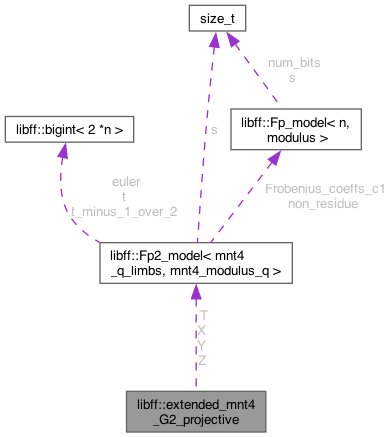 size_t
num_bits
s
s
libff::bigint< 2 *n >
libff::Fp_model< n,
modulus >
euler
t
t_minus_1_over_2
Frobenius_coeffs_c1
non_residue
libff::Fp2_model< mnt4
_q_limbs, mnt4_modulus_q >
T
X
Y
Z
libff::extended_mnt4
_G2_projective